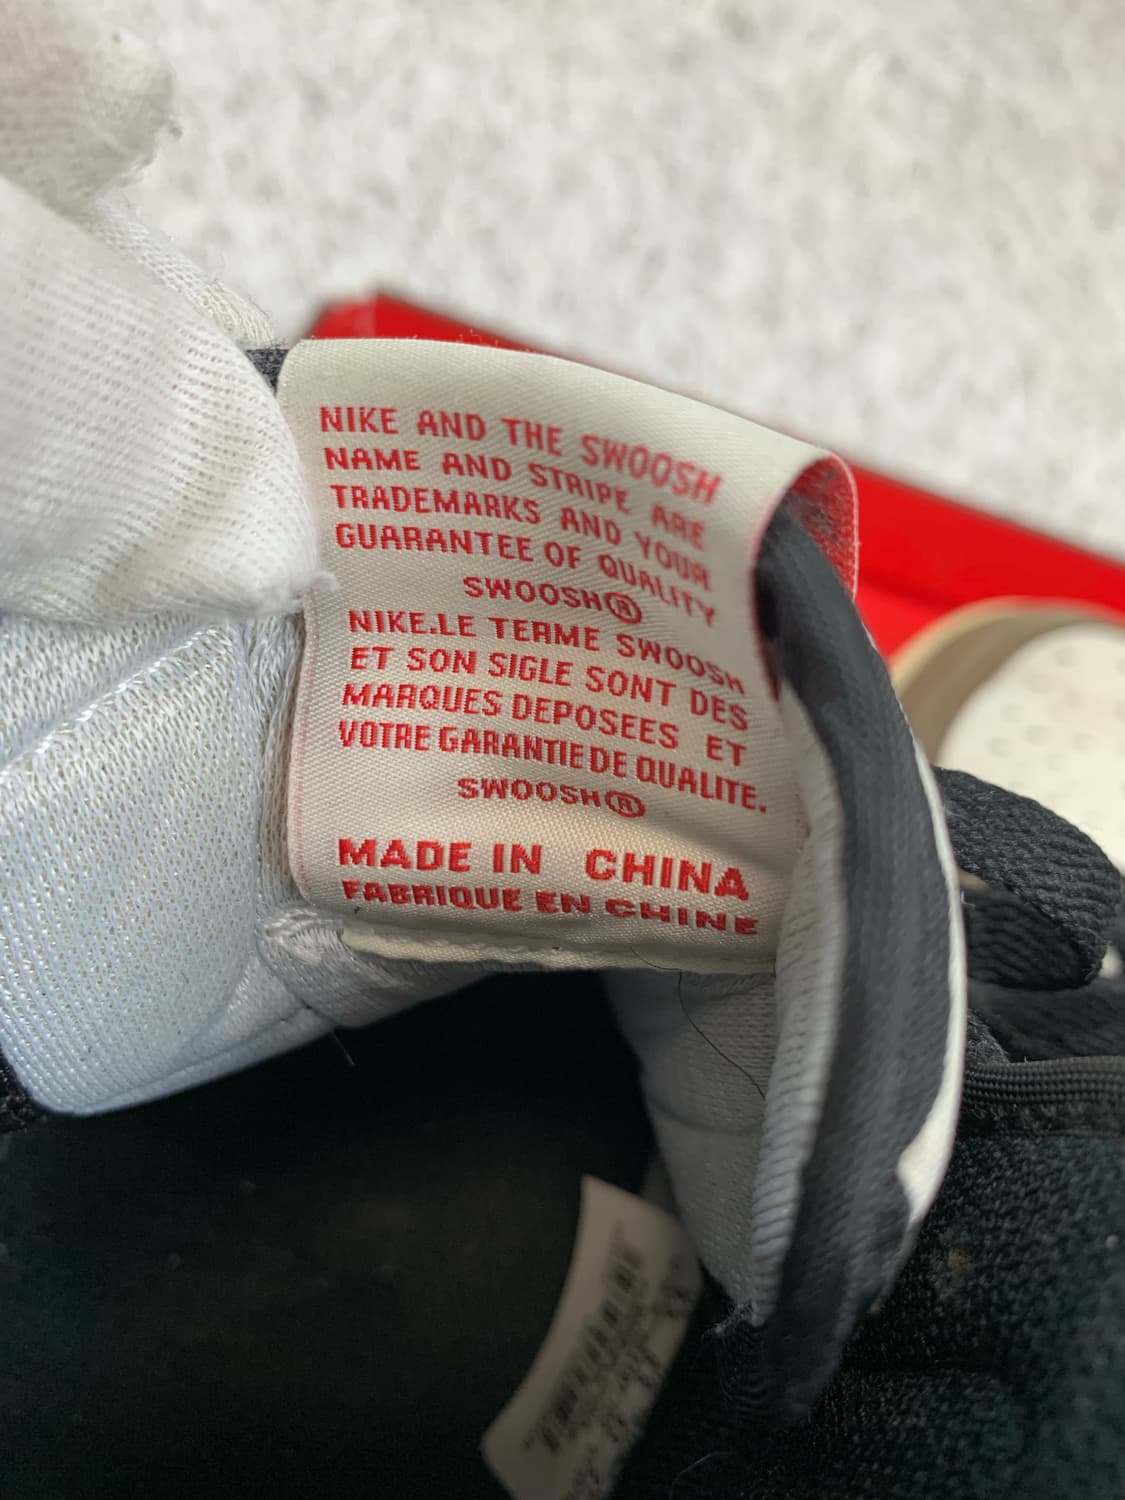 NIKE AND THE SWOOSH
NAME AND STRIPE ARE
TRADEMARKS AND YOUR
GUARANTEE OF QUALITY
SWOOSH®
NIKE.LE TERME SWOOSH
ET SON SIGLE SONT DES
MARQUES DEPOSEES ET
VOTRE GARANTIE DE QUALITE.
SWOOSH®
MADE IN CHINA
FABRIQUE EN CHINE